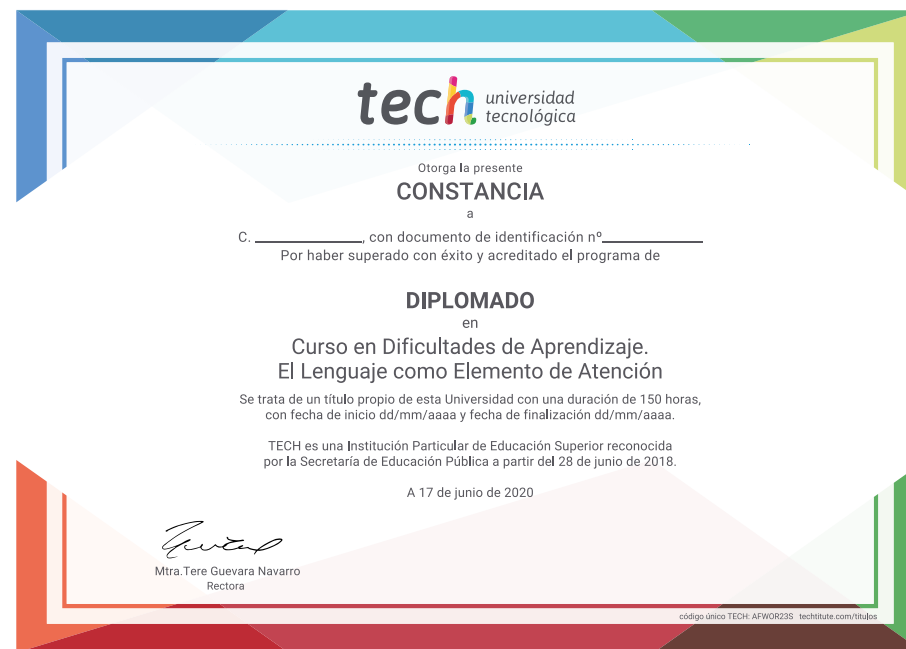 tech universidad
tecnológica
Otorga la presente
CONSTANCIA
a
C. ____________, con documento de identificación nº____________
Por haber superado con éxito y acreditado el programa de
DIPLOMADO
en
Curso en Dificultades de Aprendizaje.
El Lenguaje como Elemento de Atención
Se trata de un título propio de esta Universidad con una duración de 150 horas,
con fecha de inicio dd/mm/aaaa y fecha de finalización dd/mm/aaaa.
TECH es una Institución Particular de Educación Superior reconocida
por la Secretaría de Educación Pública a partir del 28 de junio de 2018.
A 17 de junio de 2020
Mtra.Tere Guevara Navarro
Rectora
código único TECH: AFWOR23S techtitute.com/titulos